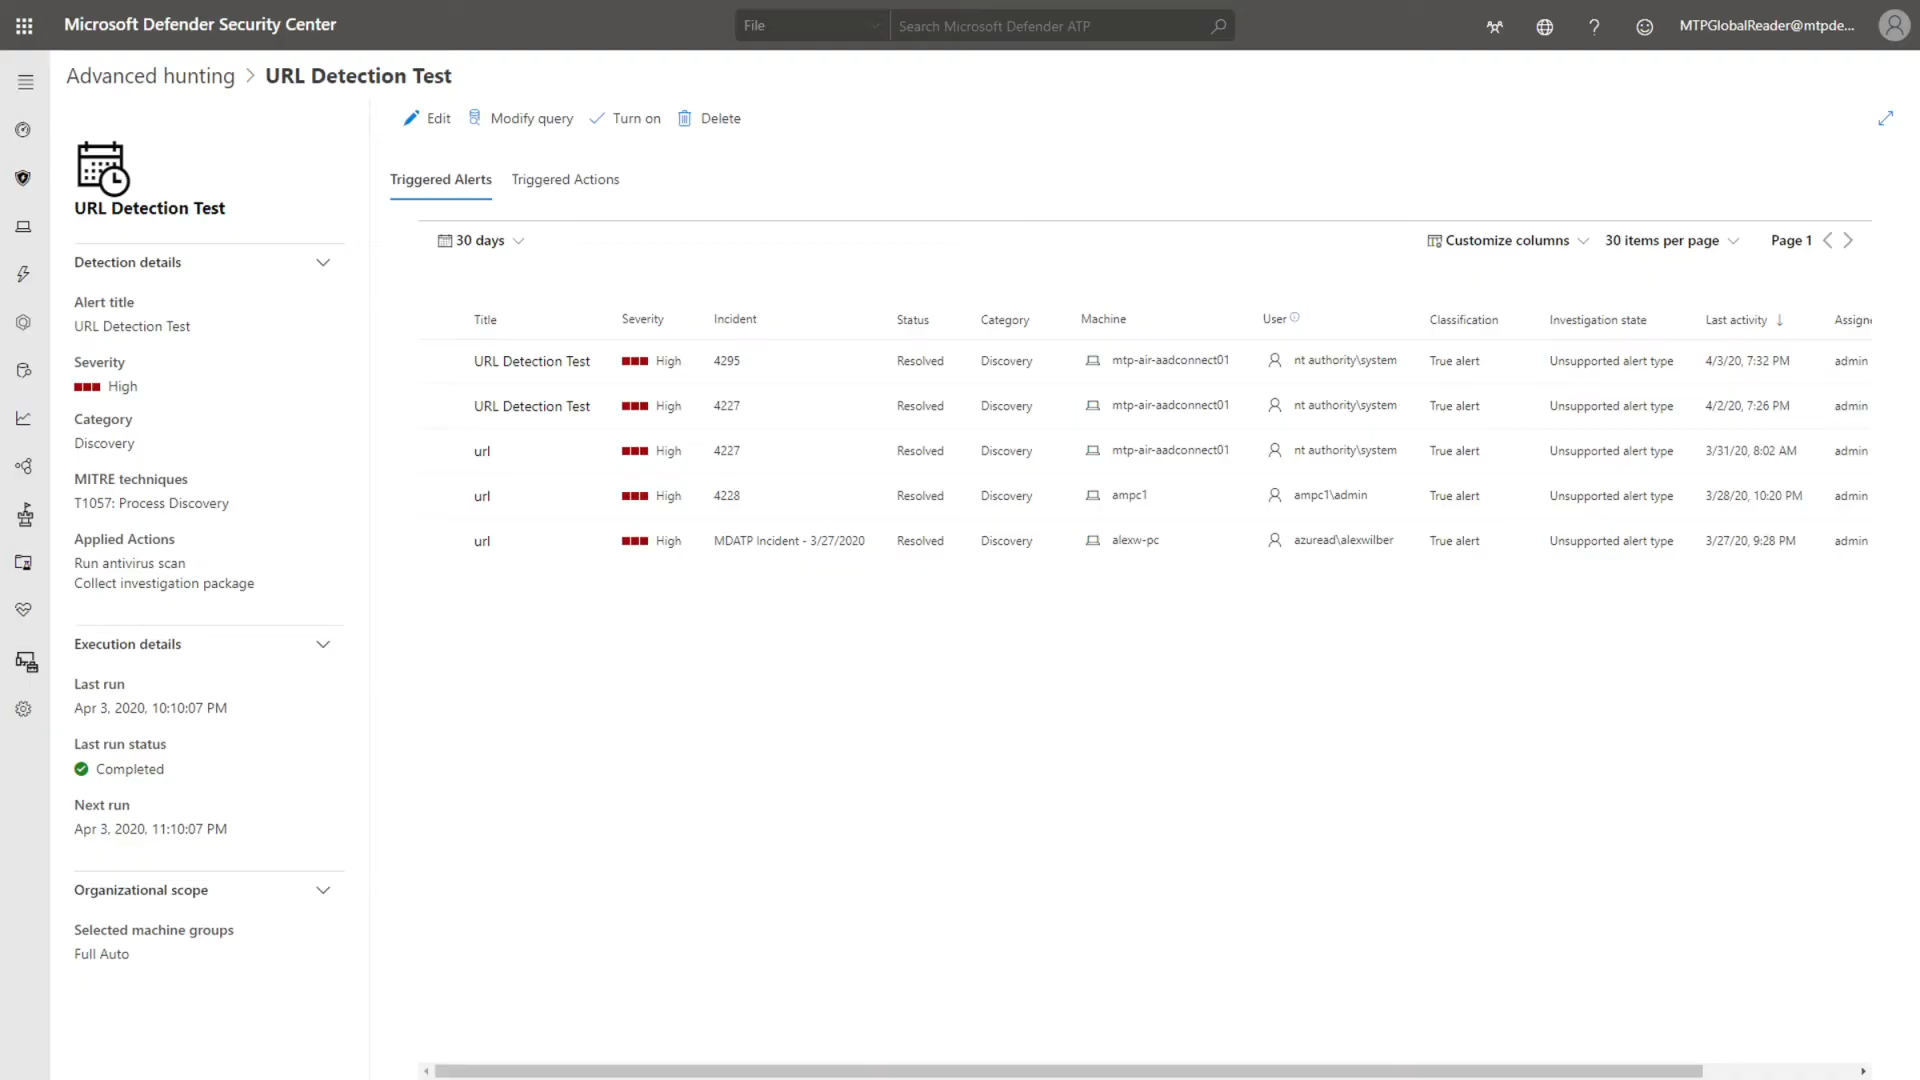 Microsoft Defender Security Center
File
Search Microsoft Defender ATP
?
MTPGlobalReader@mtpde...
Advanced hunting > URL Detection Test
URL Detection Test
Detection details
Alert title
URL Detection Test
Severity
High
Category
Discovery
MITRE techniques
T1057: Process Discovery
Applied Actions
Run antivirus scan
Collect investigation package
Execution details
Last run
Apr 3, 2020, 10:10:07 PM
Last run status
Completed
Next run
Apr 3, 2020, 11:10:07 PM
Organizational scope
Selected machine groups
Full Auto
Edit Modify query Turn on Delete
Triggered Alerts Triggered Actions
30 days Customize columns 30 items per page Page 1
Title Severity Incident Status Category Machine User Classification Investigation state Last activity ↓ Assigne
URL Detection Test High 4295 Resolved Discovery mtp-air-aadconnect01 nt authority\system True alert Unsupported alert type 4/3/20, 7:32 PM admin
URL Detection Test High 4227 Resolved Discovery mtp-air-aadconnect01 nt authority\system True alert Unsupported alert type 4/2/20, 7:26 PM admin
url High 4227 Resolved Discovery mtp-air-aadconnect01 nt authority\system True alert Unsupported alert type 3/31/20, 8:02 AM admin
url High 4228 Resolved Discovery ampc1 ampc1\admin True alert Unsupported alert type 3/28/20, 10:20 PM admin
url High MDATP Incident - 3/27/2020 Resolved Discovery alexw-pc azuread\alexwilber True alert Unsupported alert type 3/27/20, 9:28 PM admin